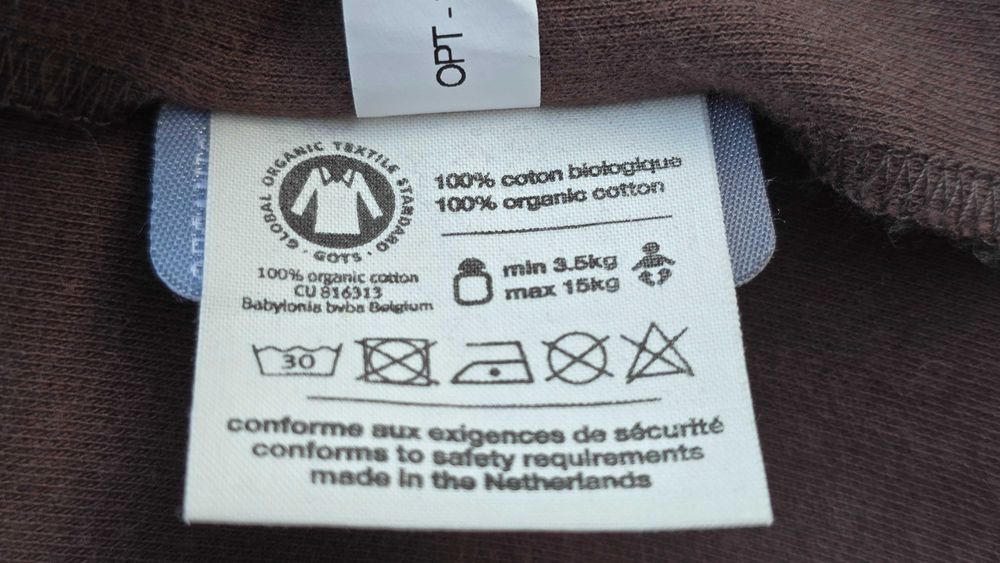 OPT -
GLOBAL ORGANIC TEXTILE STANDARD · GOTS ·
100% organic cotton
CU 816313
Babylonia bvba Belgium
100% coton biologique
100% organic cotton
min 3.5kg
max 15kg
30
conforme aux exigences de sécurité
conforms to safety requirements
made in the Netherlands